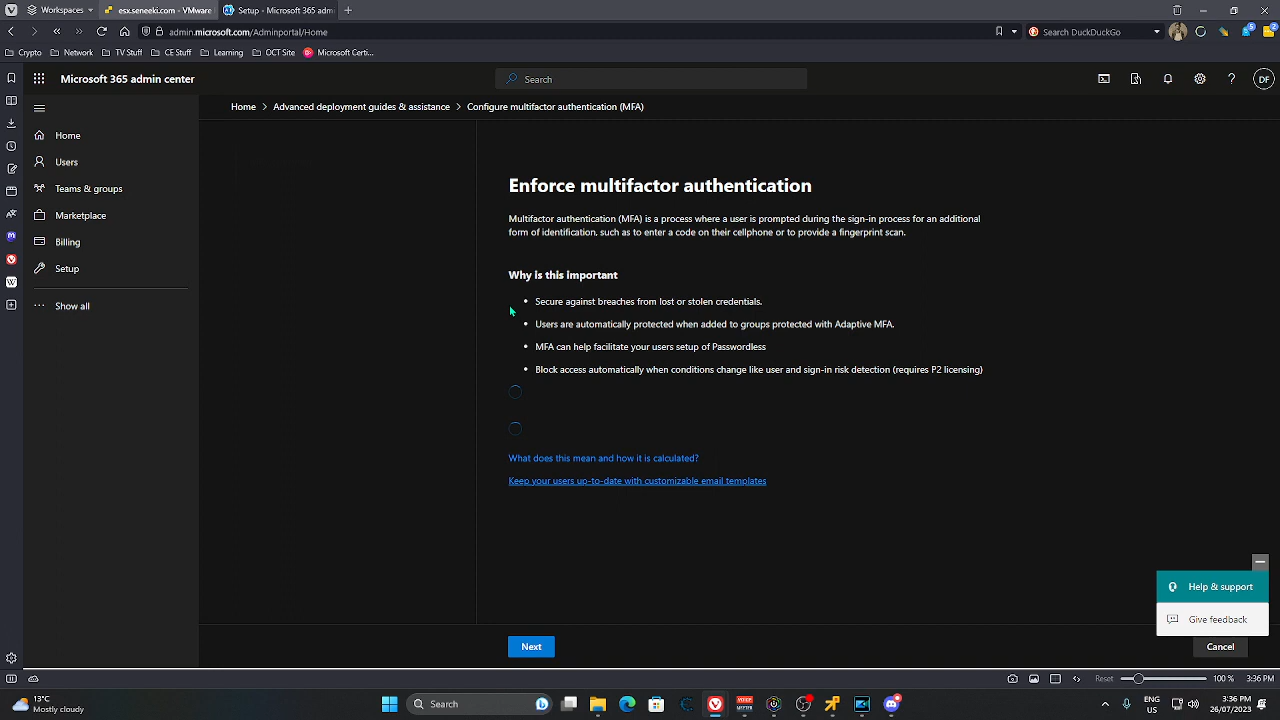 Workspaces
esx.seneeki.com - VMware
Setup - Microsoft 365 adm
admin.microsoft.com/Adminportal/Home
Search DuckDuckGo
5
2
Crypto
Network
TV Stuff
CE Stuff
Learning
OCT Site
Microsoft Certi...
Microsoft 365 admin center
Search
DF
Home
Users
Teams & groups
Marketplace
Billing
Setup
Show all
Home > Advanced deployment guides & assistance > Configure multifactor authentication (MFA)
Enforce multifactor authentication
Multifactor authentication (MFA) is a process where a user is prompted during the sign-in process for an additional
form of identification, such as to enter a code on their cellphone or to provide a fingerprint scan.
Why is this important
• Secure against breaches from lost or stolen credentials.
• Users are automatically protected when added to groups protected with Adaptive MFA.
• MFA can help facilitate your users setup of Passwordless
• Block access automatically when conditions change like user and sign-in risk detection (requires P2 licensing)
What does this mean and how it is calculated?
Keep your users up-to-date with customizable email templates
Help & support
Give feedback
Next
Cancel
Reset
100 %
3:36 PM
13°C
Mostly cloudy
Search
ENG
US
3:36 PM
26/07/2023